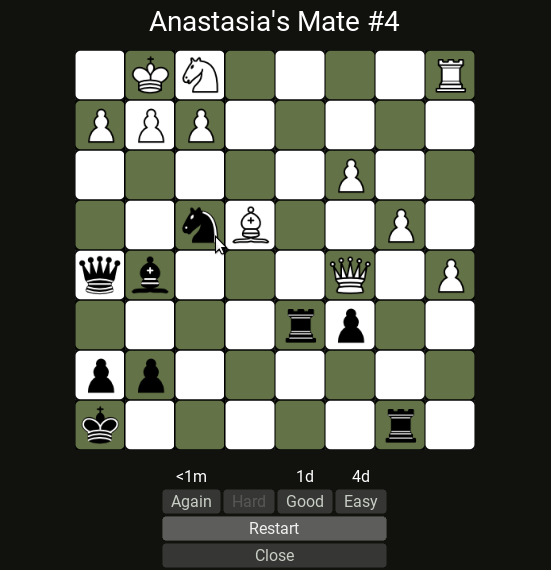 Anastasia's Mate #4
<1m 1d 4d
Again Hard Good Easy
Restart
Close